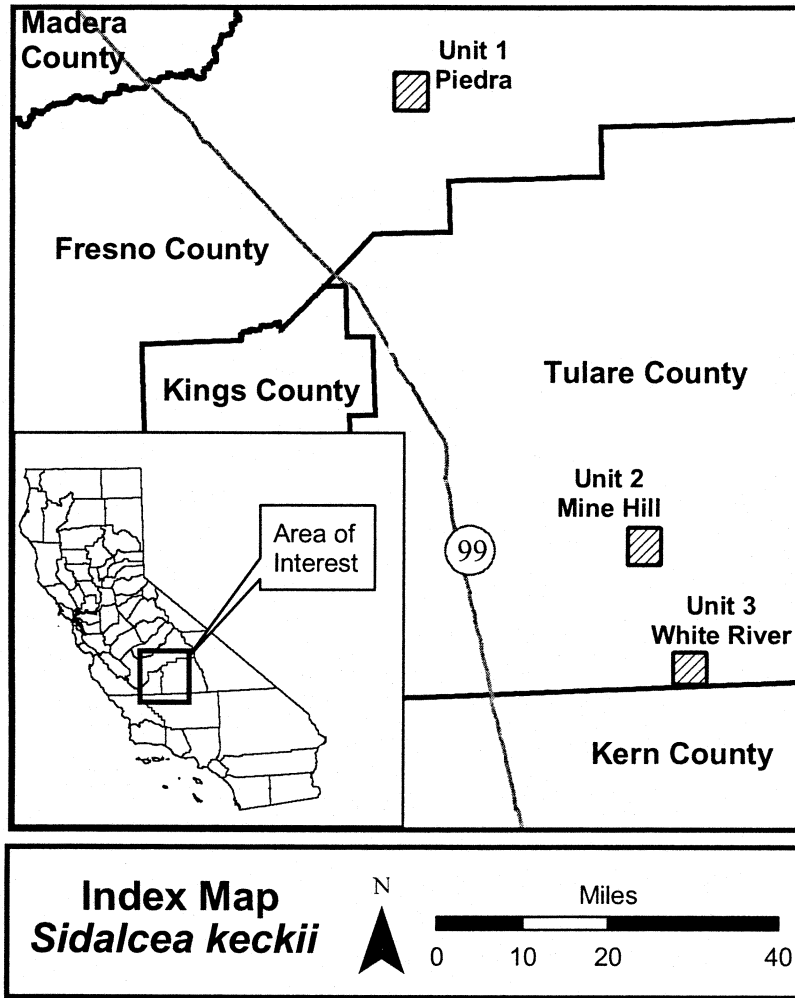 Madera
County
Unit 1
Piedra
Fresno County
Kings County
Tulare County
Unit 2
Mine Hill
99
Unit 3
White River
Kern County
Area of
Interest
Index Map
Sidalcea keckii
N
Miles
0 10 20 40